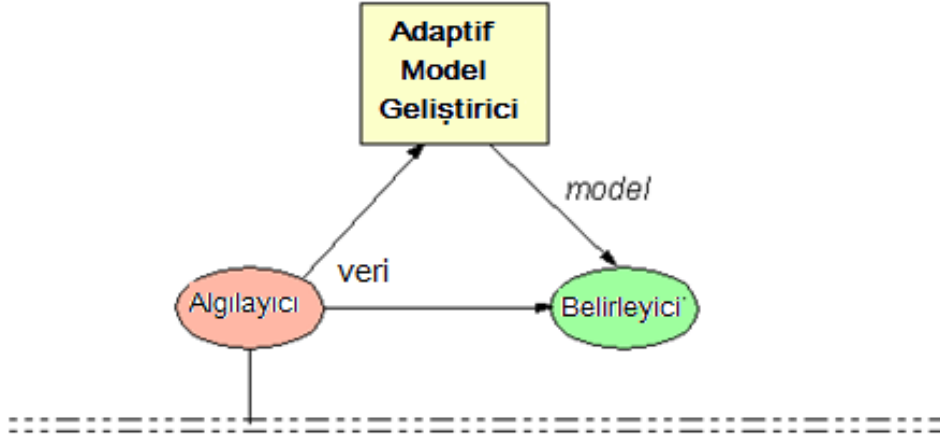 Adaptif
Model
Geliştirici
model
veri
Algılayıcı
Belirleyici